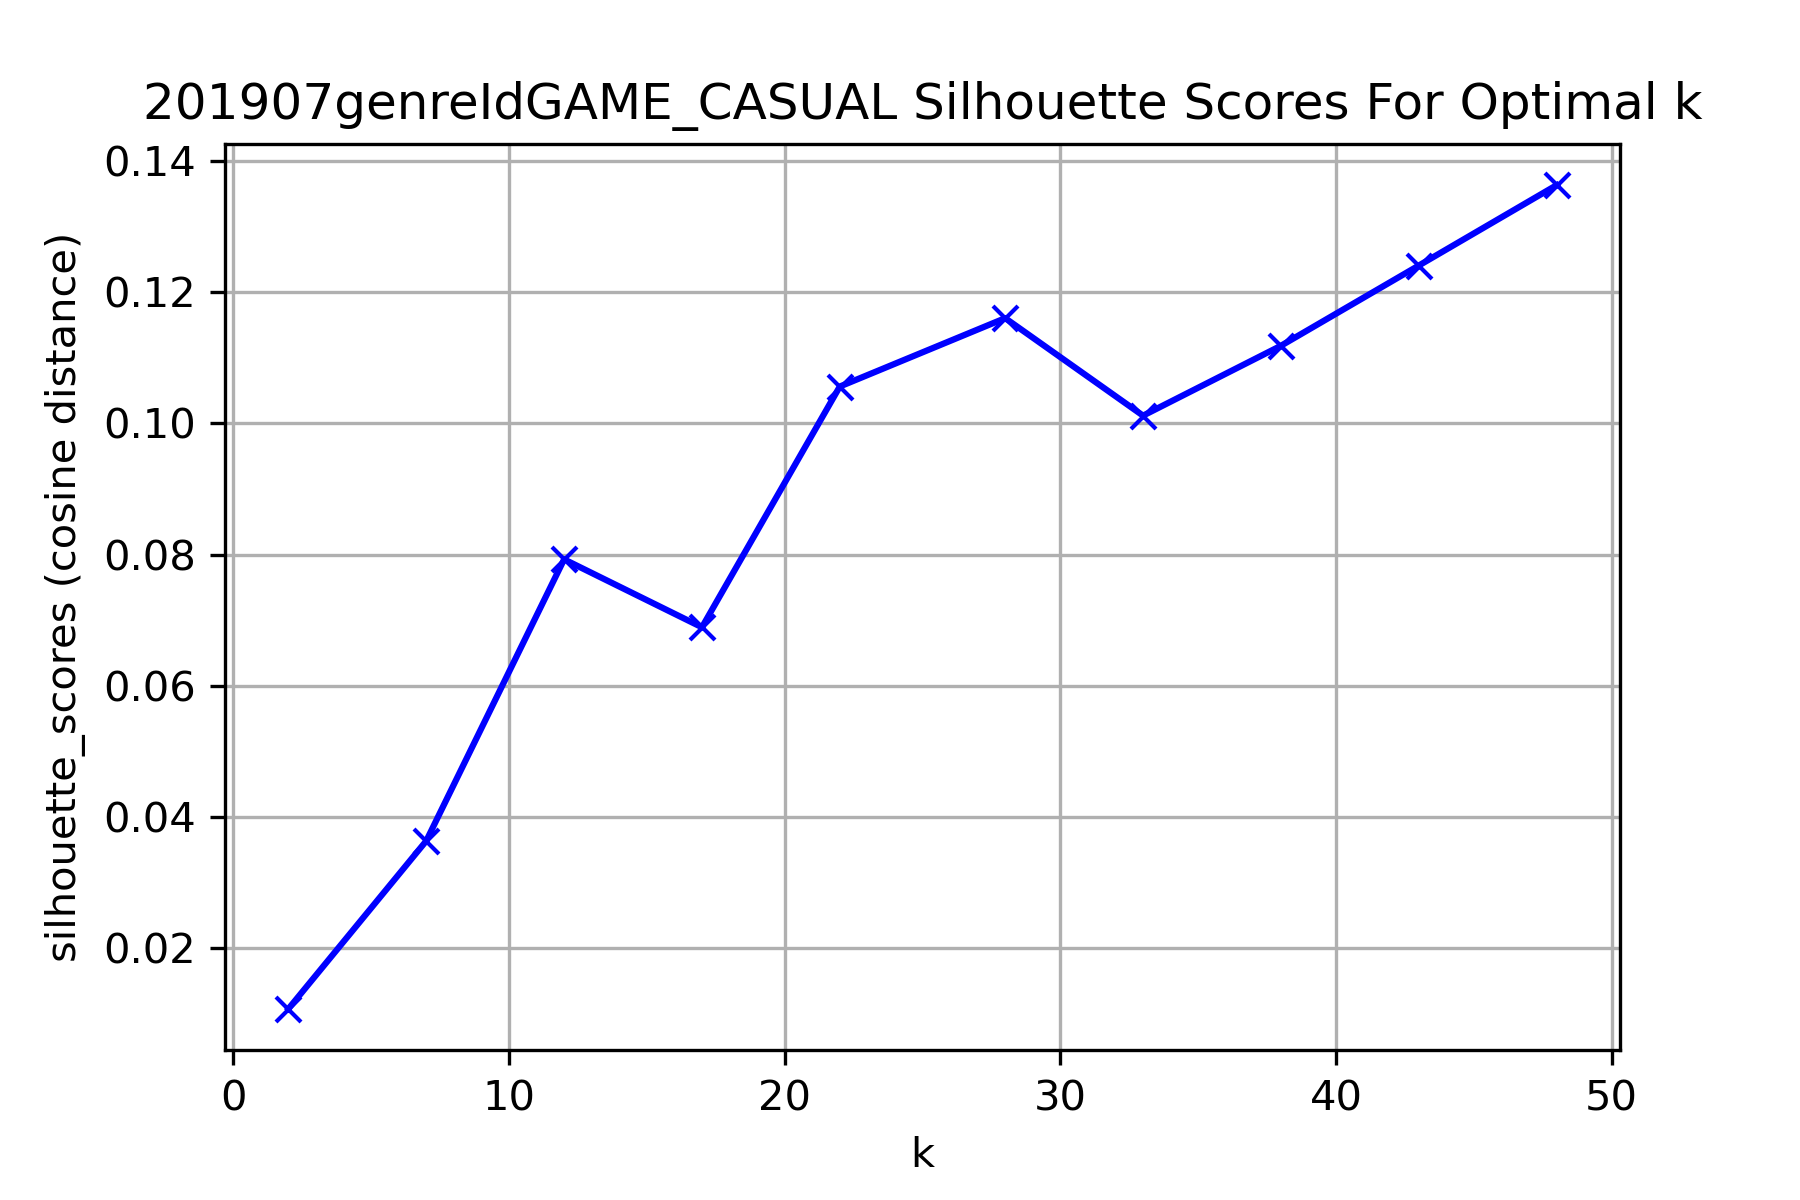 201907genreIdGAME_CASUAL Silhouette Scores For Optimal k
silhouette_scores (cosine distance)
0.14
0.12
0.10
0.08
0.06
0.04
0.02
0 10 20 30 40 50
k